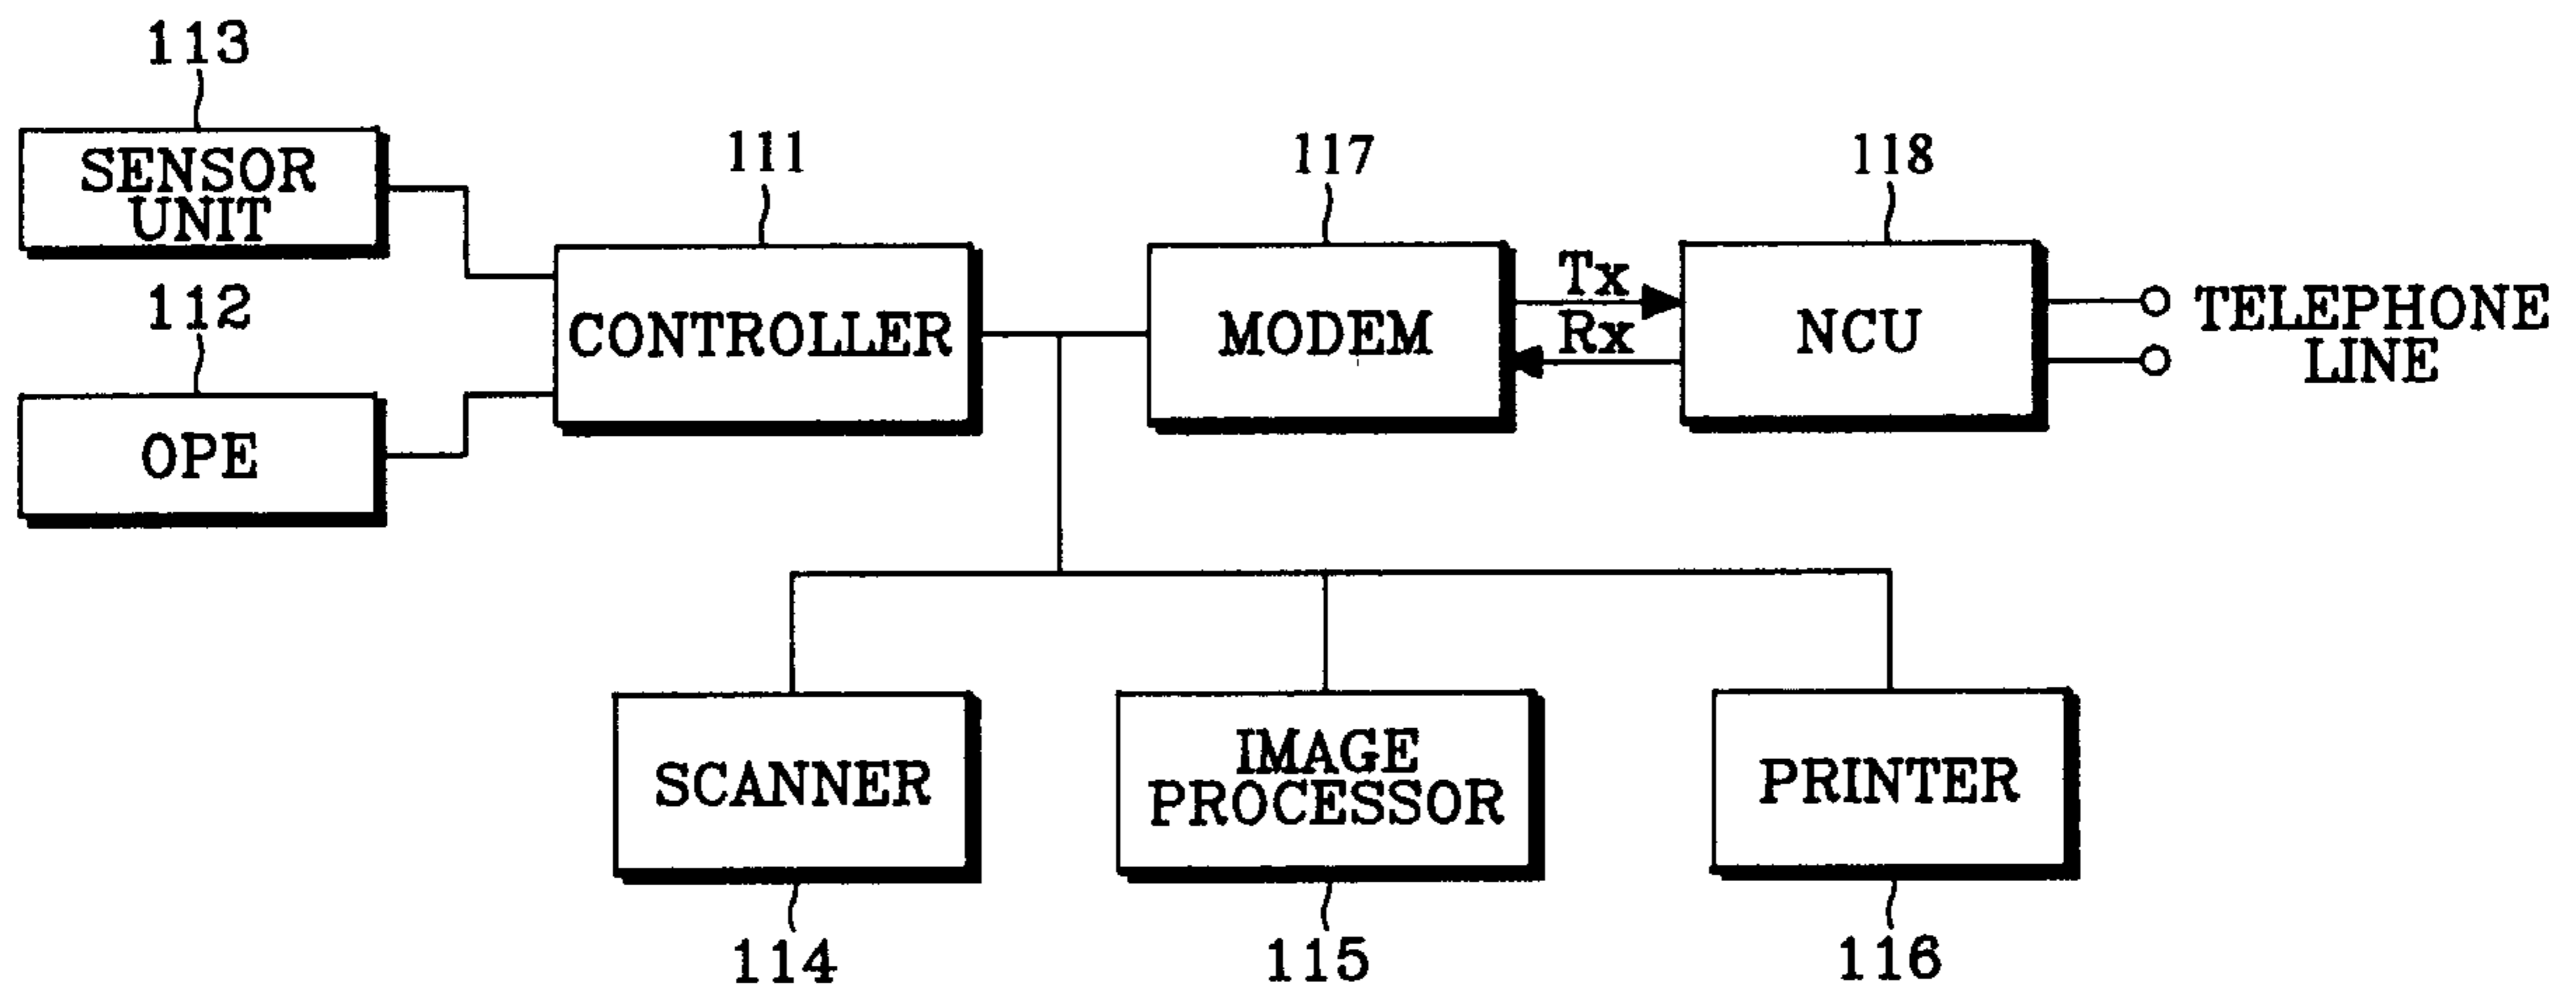 113
SENSOR
UNIT
111
117
118
112
OPE
CONTROLLER
MODEM
Tx
Rx
NCU
TELEPHONE
LINE
SCANNER
IMAGE
PROCESSOR
PRINTER
114
115
116